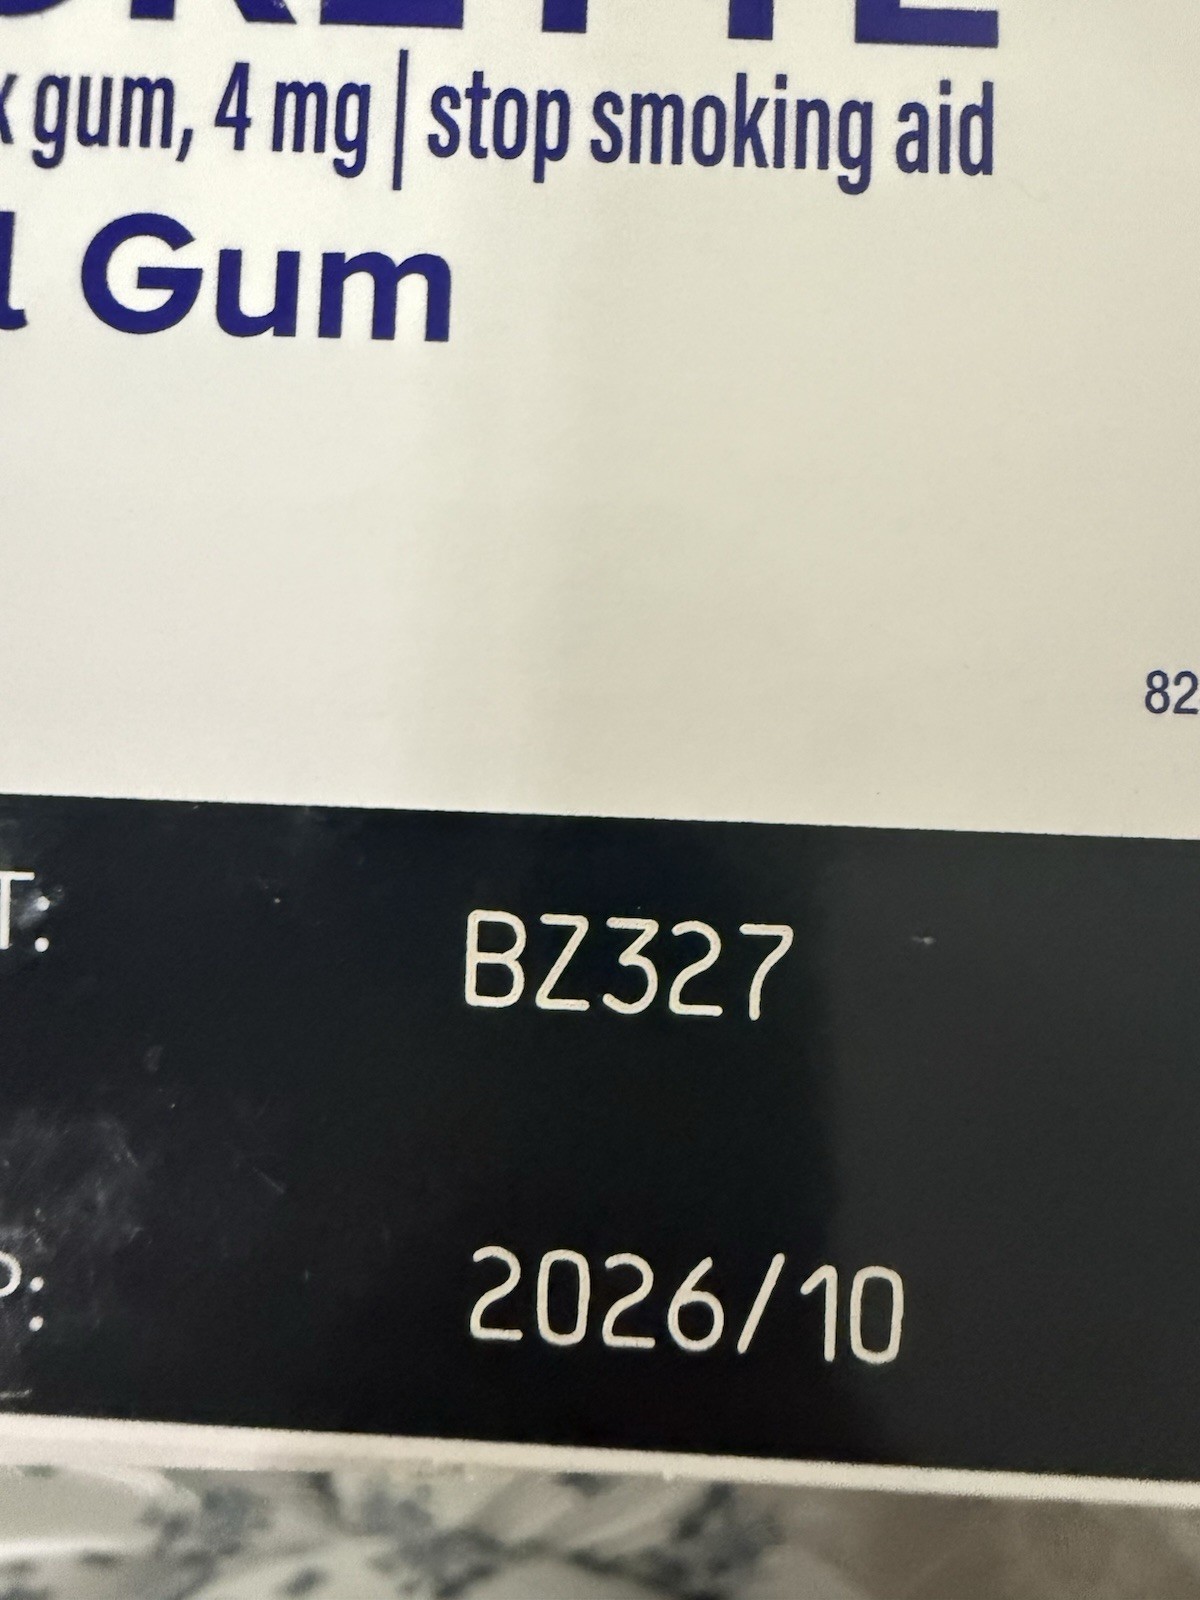 gum, 4 mg | stop smoking aid
Gum
82
T: BZ327
P: 2026/10